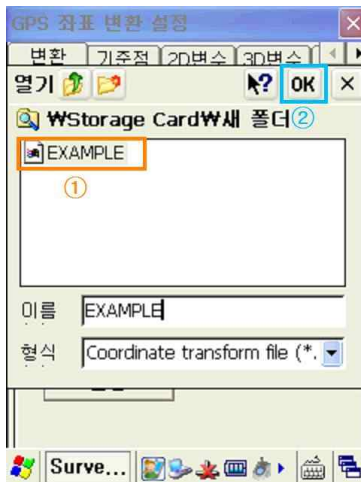 GPS 좌표 변환 설정
변환 기준점 2D변수 3D변수
열기 OK
₩Storage Card₩새 폴더②
EXAMPLE
①
이름 EXAMPLE
형식 Coordinate transform file (*.
Surve...